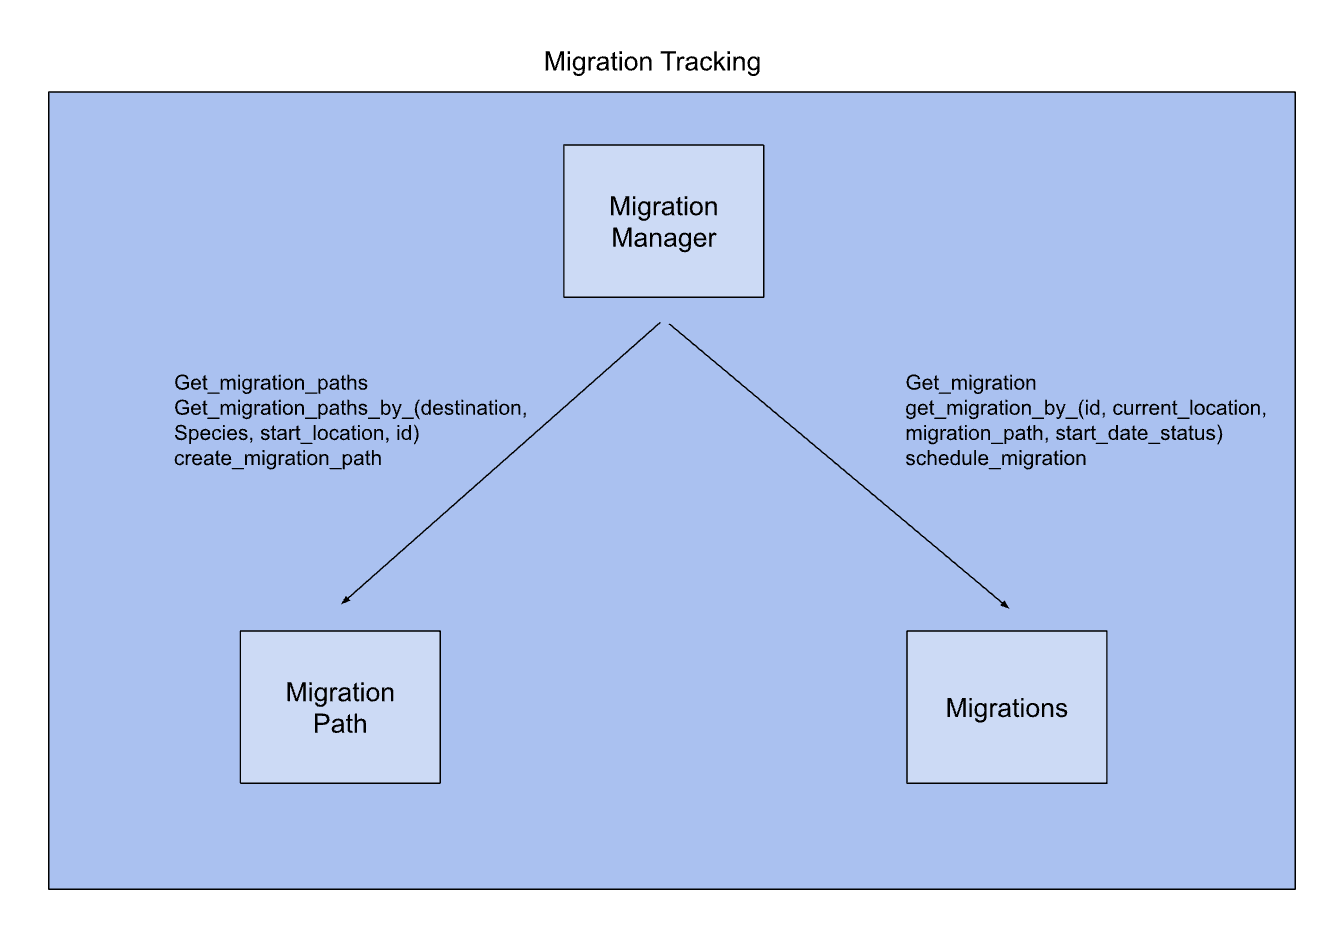 Migration Tracking
Migration
Manager
Get_migration_paths
Get_migration_paths_by_(destination,
Species, start_location, id)
create_migration_path
Get_migration
get_migration_by_(id, current_location,
migration_path, start_date_status)
schedule_migration
Migration
Path
Migrations